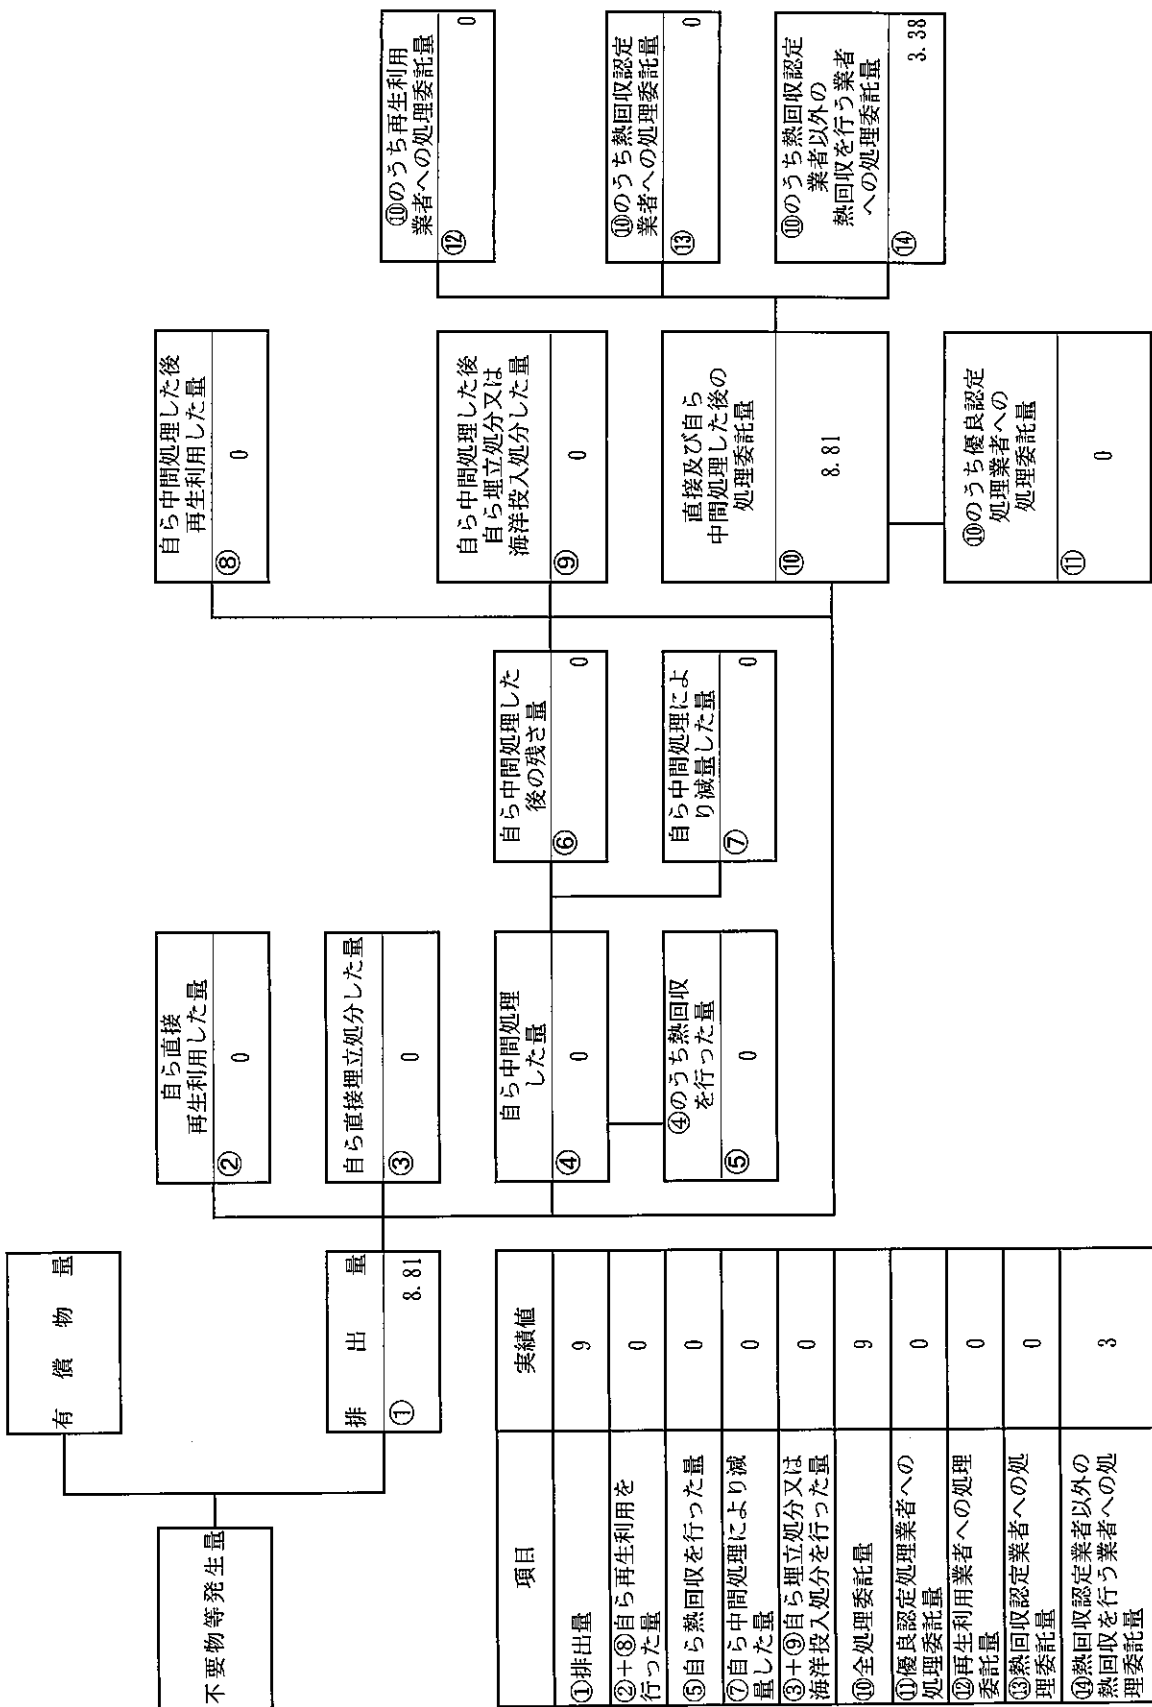 不要物等発生量
有償物量
排出量
①
8.81
自ら直接
再生利用した量
②
0
自ら直接埋立処分した量
③
0
自ら中間処理
した量
④
0
④のうち熱回収
を行った量
⑤
0
自ら中間処理した
後の残さ量
⑥
0
自ら中間処理によ
り減量した量
⑦
0
自ら中間処理した後
再生利用した量
⑧
0
自ら中間処理した後
自ら埋立処分又は
海洋投入処分した量
⑨
0
直接及び自ら
中間処理した後の
処理委託量
⑩
8.81
⑩のうち優良認定
処理業者への
処理委託量
⑪
0
⑩のうち再生利用
業者への処理委託量
⑫
0
⑩のうち熱回収認定
業者への処理委託量
⑬
0
⑩のうち熱回収認定
業者以外の
熱回収を行う業者
への処理委託量
⑭
3.38
項目 実績値
①排出量 9
②+⑧自ら再生利用を
行った量 0
⑤自ら熱回収を行った量 0
⑦自ら中間処理により減
量した量 0
③+⑨自ら埋立処分又は
海洋投入処分を行った量 0
⑩全処理委託量 9
⑪優良認定処理業者への
処理委託量 0
⑫再生利用業者への処理
委託量 0
⑬熱回収認定業者への処
理委託量 0
⑭熱回収認定業者以外の
熱回収を行う業者への処
理委託量 3